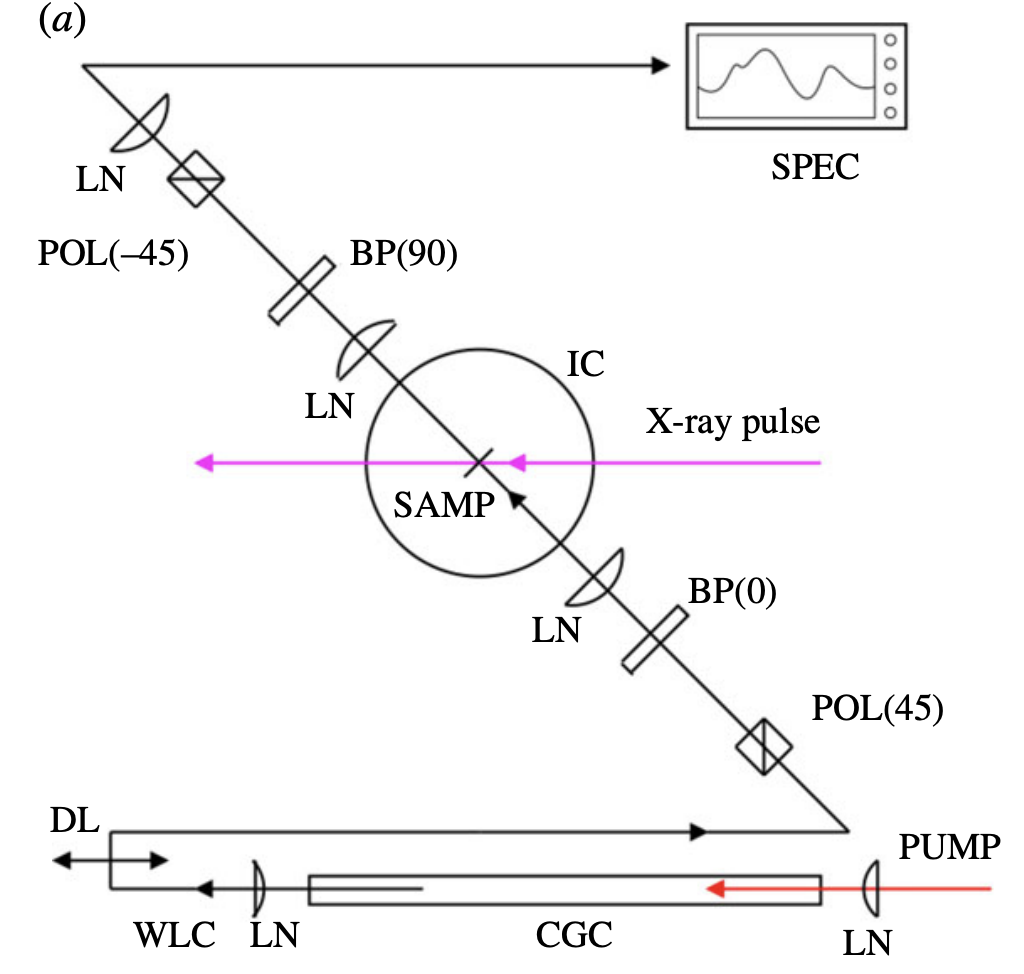 (a)
SPEC
LN
POL(–45)
BP(90)
IC
LN
X-ray pulse
SAMP
BP(0)
LN
POL(45)
DL
PUMP
WLC
LN
CGC
LN